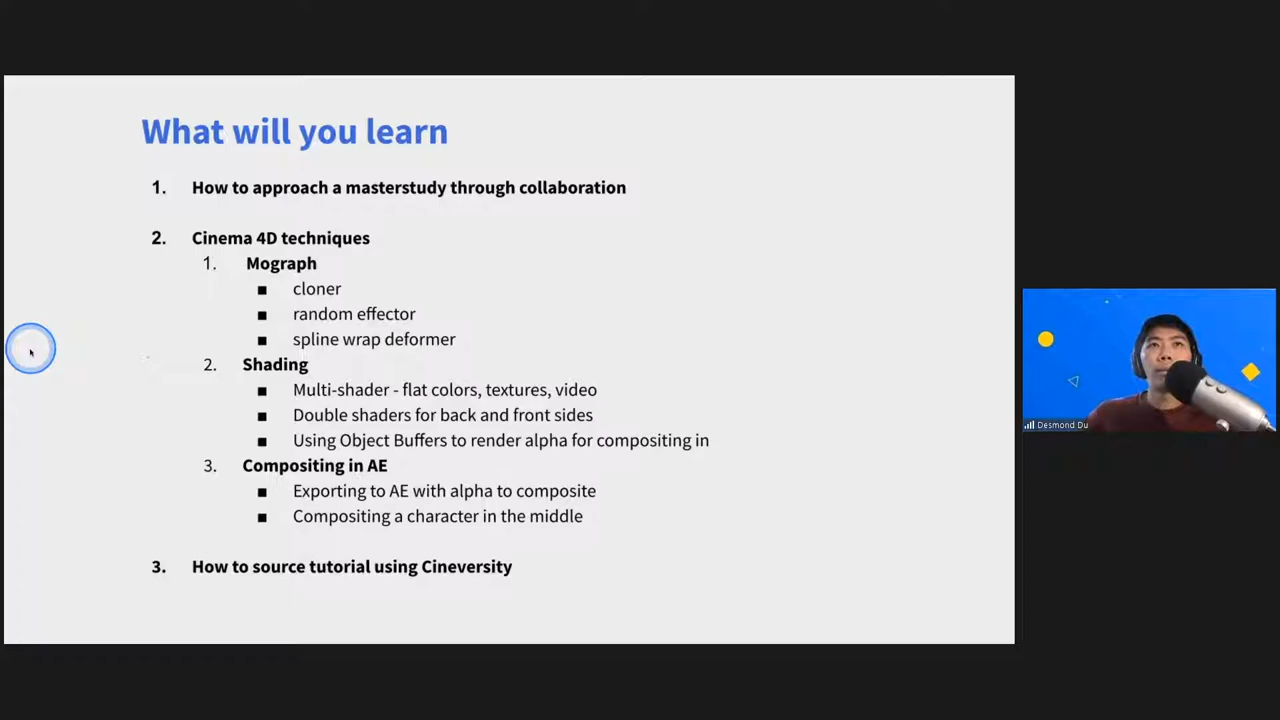 What will you learn
1. How to approach a masterstudy through collaboration
2. Cinema 4D techniques
1. Mograph
■ cloner
■ random effector
■ spline wrap deformer
2. Shading
■ Multi-shader - flat colors, textures, video
■ Double shaders for back and front sides
■ Using Object Buffers to render alpha for compositing in
3. Compositing in AE
■ Exporting to AE with alpha to composite
■ Compositing a character in the middle
3. How to source tutorial using Cineversity
Desmond Du